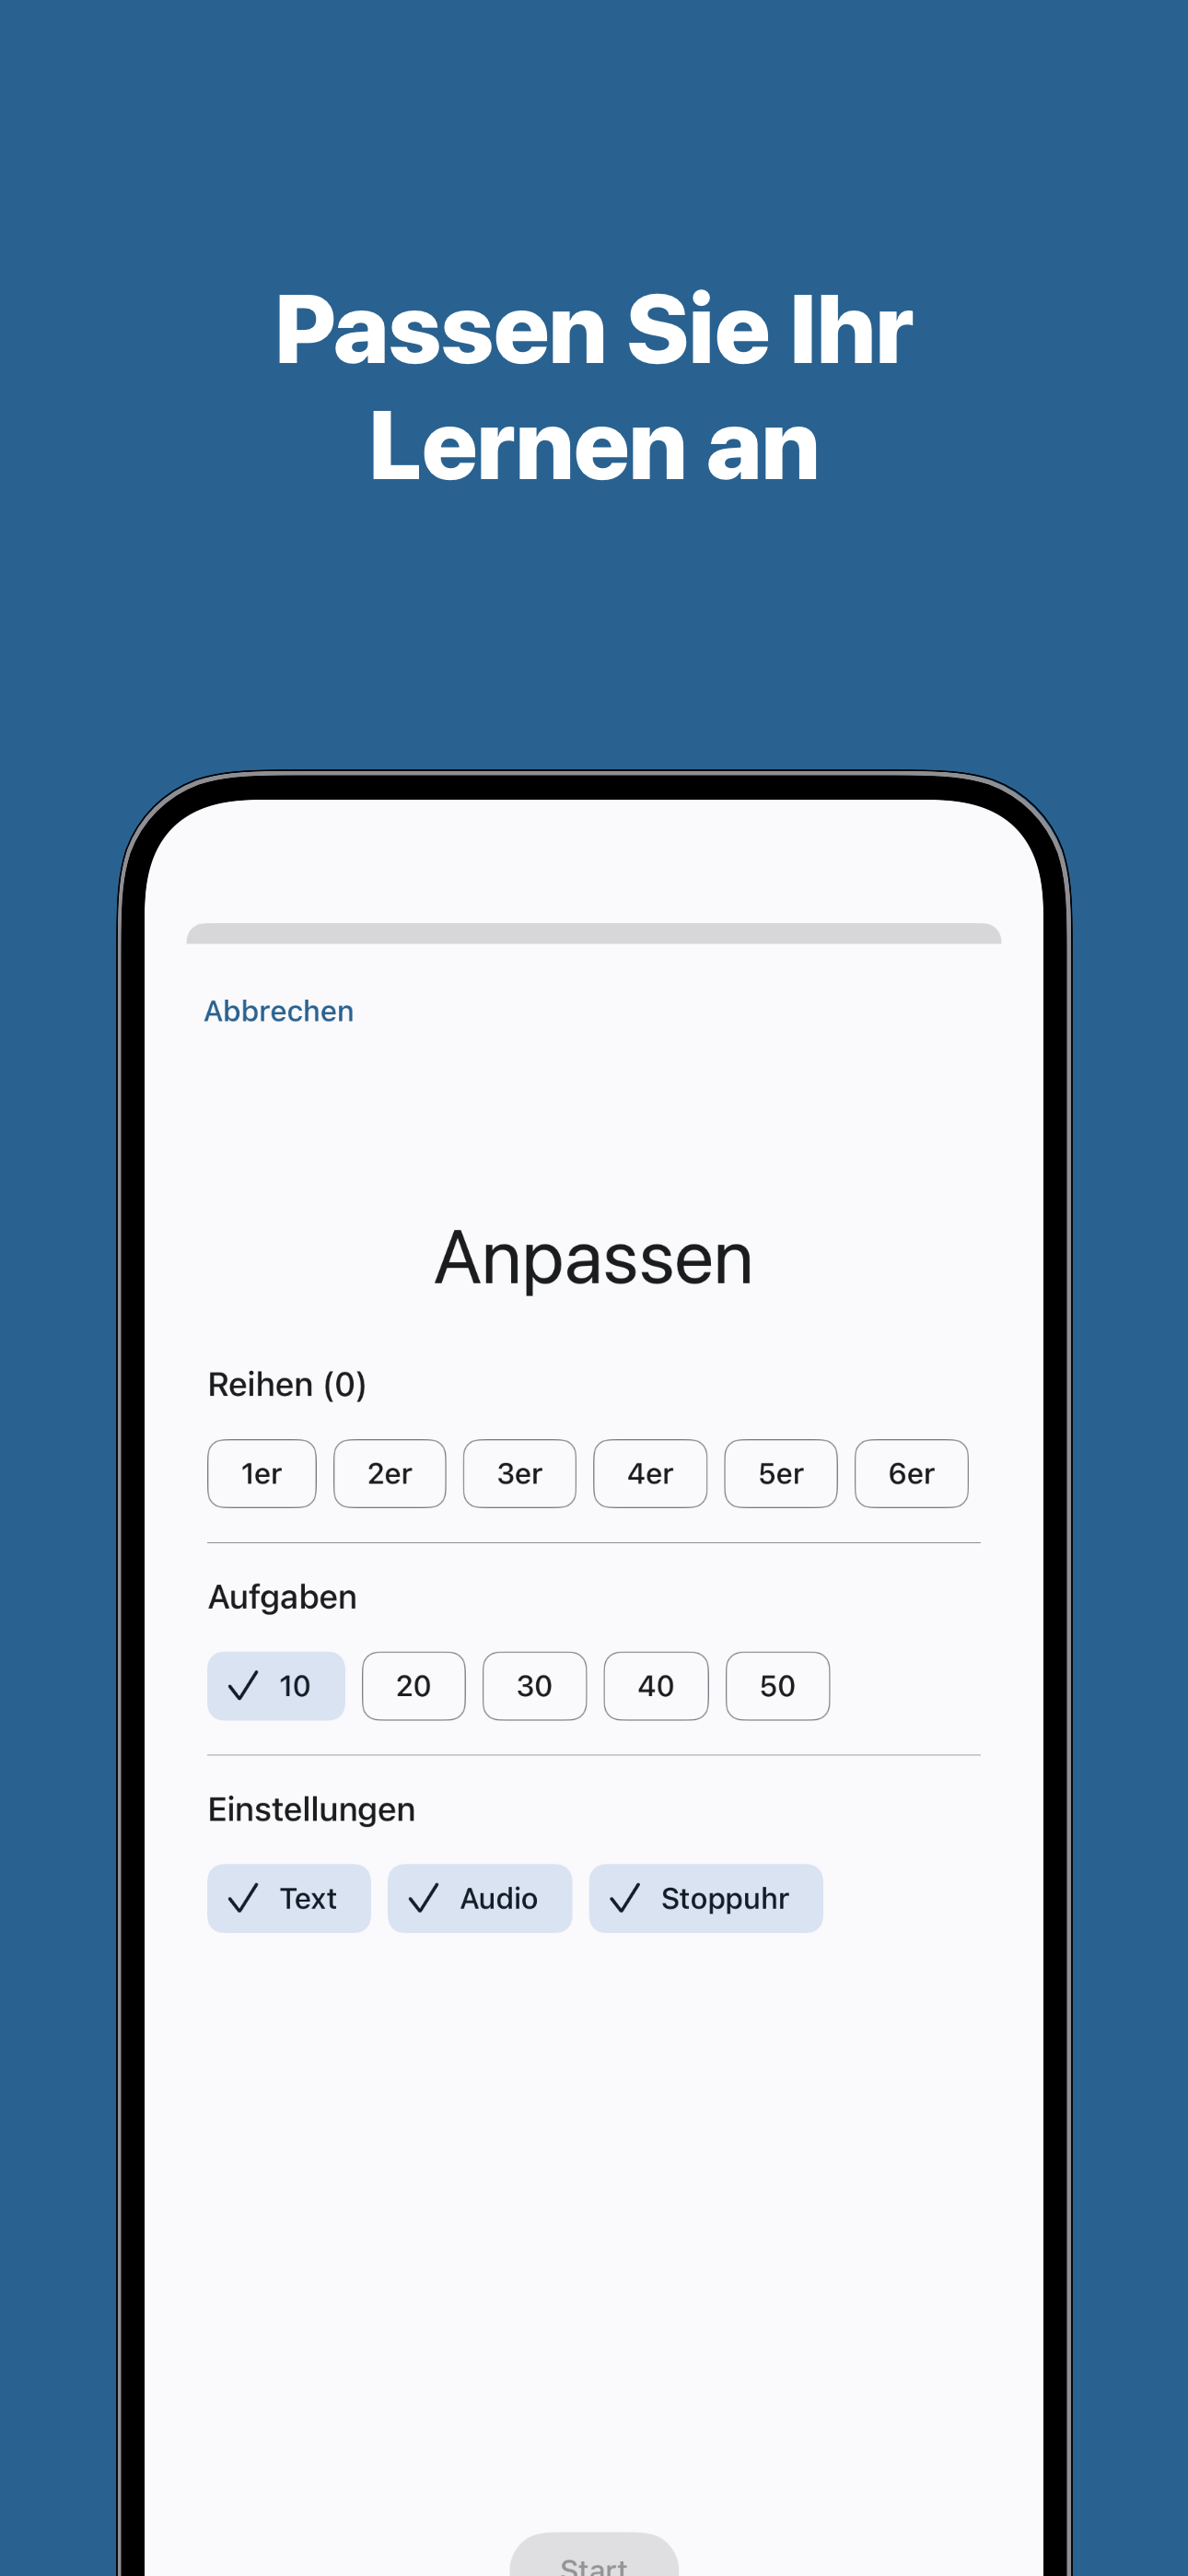 Passen Sie Ihr
Lernen an
Abbrechen
Anpassen
Reihen (0)
1er 2er 3er 4er 5er 6er
Aufgaben
10 20 30 40 50
Einstellungen
Text Audio Stoppuhr
Start